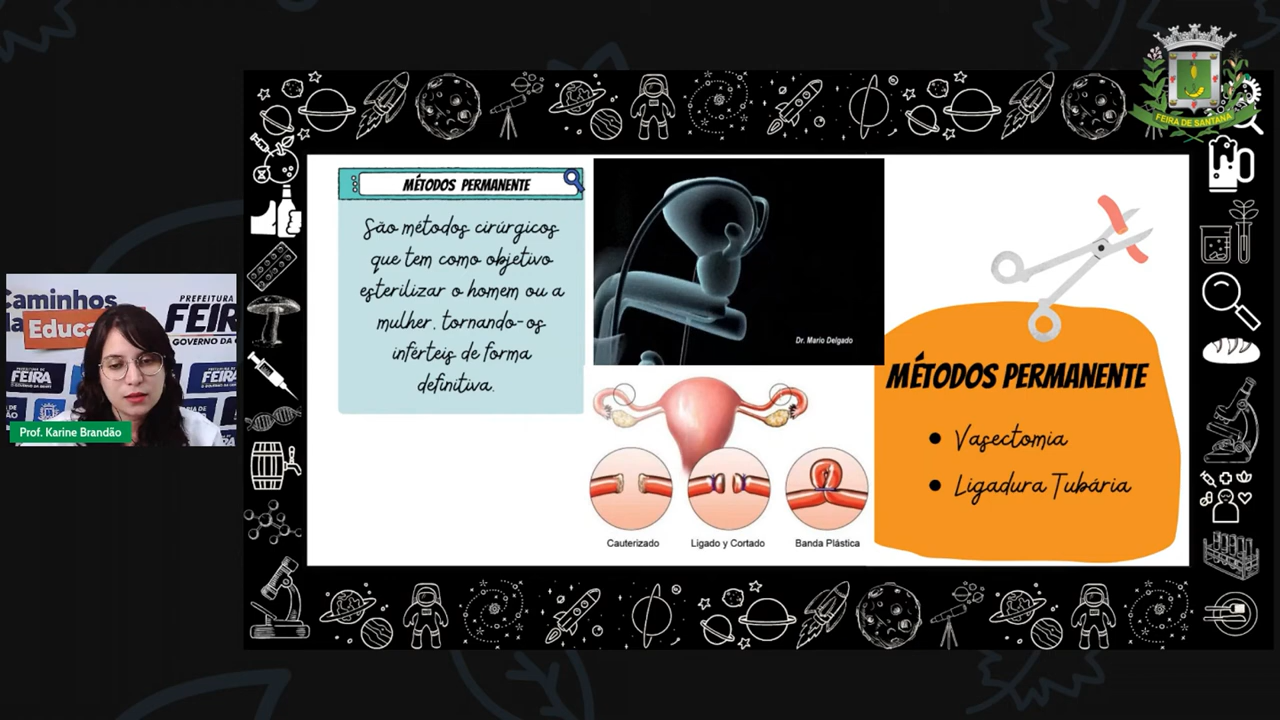 FEIRA DE SANTANA
MÉTODOS PERMANENTE
São métodos cirúrgicos
que tem como objetivo
esterilizar o homem ou a
mulher, tornando-os
inférteis de forma
definitiva.
Dr. Mario Delgado
Cauterizado
Ligado y Cortado
Banda Plástica
MÉTODOS PERMANENTE
Vasectomia
Ligadura Tubária
Caminhos
da
Educa
PREFEITURA
FEIRA
GOVERNO DA
FEIRA
FEIRA
Prof. Karine Brandão